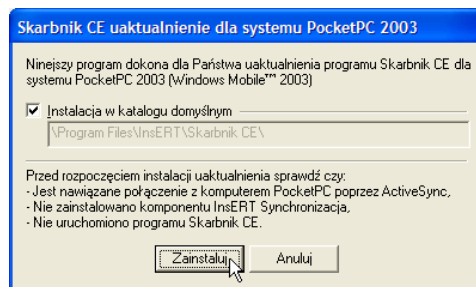 Skarbnik CE uaktualnienie dla systemu PocketPC 2003
Niniejszy program dokona dla Państwa uaktualnienia programu Skarbnik CE dla
systemu PocketPC 2003 (Windows Mobile™ 2003)
Instalacja w katalogu domyślnym
\Program Files\InsERT\Skarbnik CE\
Przed rozpoczęciem instalacji uaktualnienia sprawdź czy:
- Jest nawiązane połączenie z komputerem PocketPC poprzez ActiveSync,
- Nie zainstalowano komponentu InsERT Synchronizacja,
- Nie uruchomiono programu Skarbnik CE.
Zainstaluj Anuluj